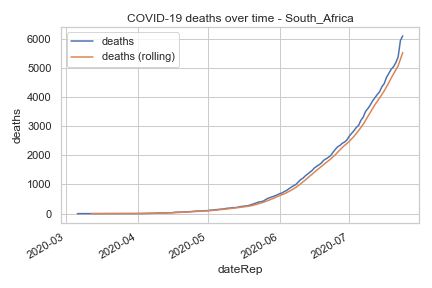 COVID-19 deaths over time - South_Africa
deaths
deaths (rolling)
6000
5000
4000
3000
2000
1000
0
deaths
2020-03
2020-04
2020-05
2020-06
2020-07
dateRep